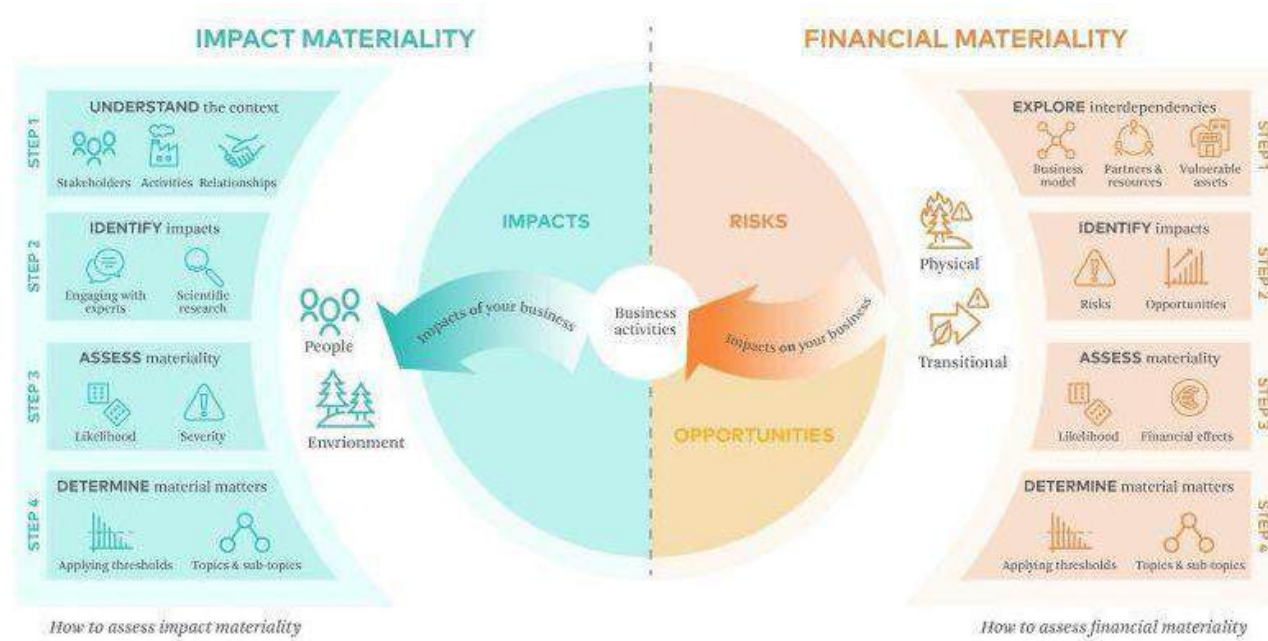 IMPACT MATERIALITY
FINANCIAL MATERIALITY
STEP 1
UNDERSTAND the context
Stakeholders
Activities
Relationships
STEP 2
IDENTIFY impacts
Engaging with
experts
Scientific
research
STEP 3
ASSESS materiality
Likelihood
Severity
STEP 4
DETERMINE material matters
Applying thresholds
Topics & sub-topics
How to assess impact materiality
People
Envrionment
IMPACTS
Impacts of your business
Business
activities
RISKS
Impacts on your business
OPPORTUNITIES
Physical
Transitional
STEP 1
EXPLORE interdependencies
Business
model
Partners &
resources
Vulnerable
assets
STEP 2
IDENTIFY impacts
Risks
Opportunities
STEP 3
ASSESS materiality
Likelihood
Financial effects
STEP 4
DETERMINE material matters
Applying thresholds
Topics & sub-topics
How to assess financial materiality